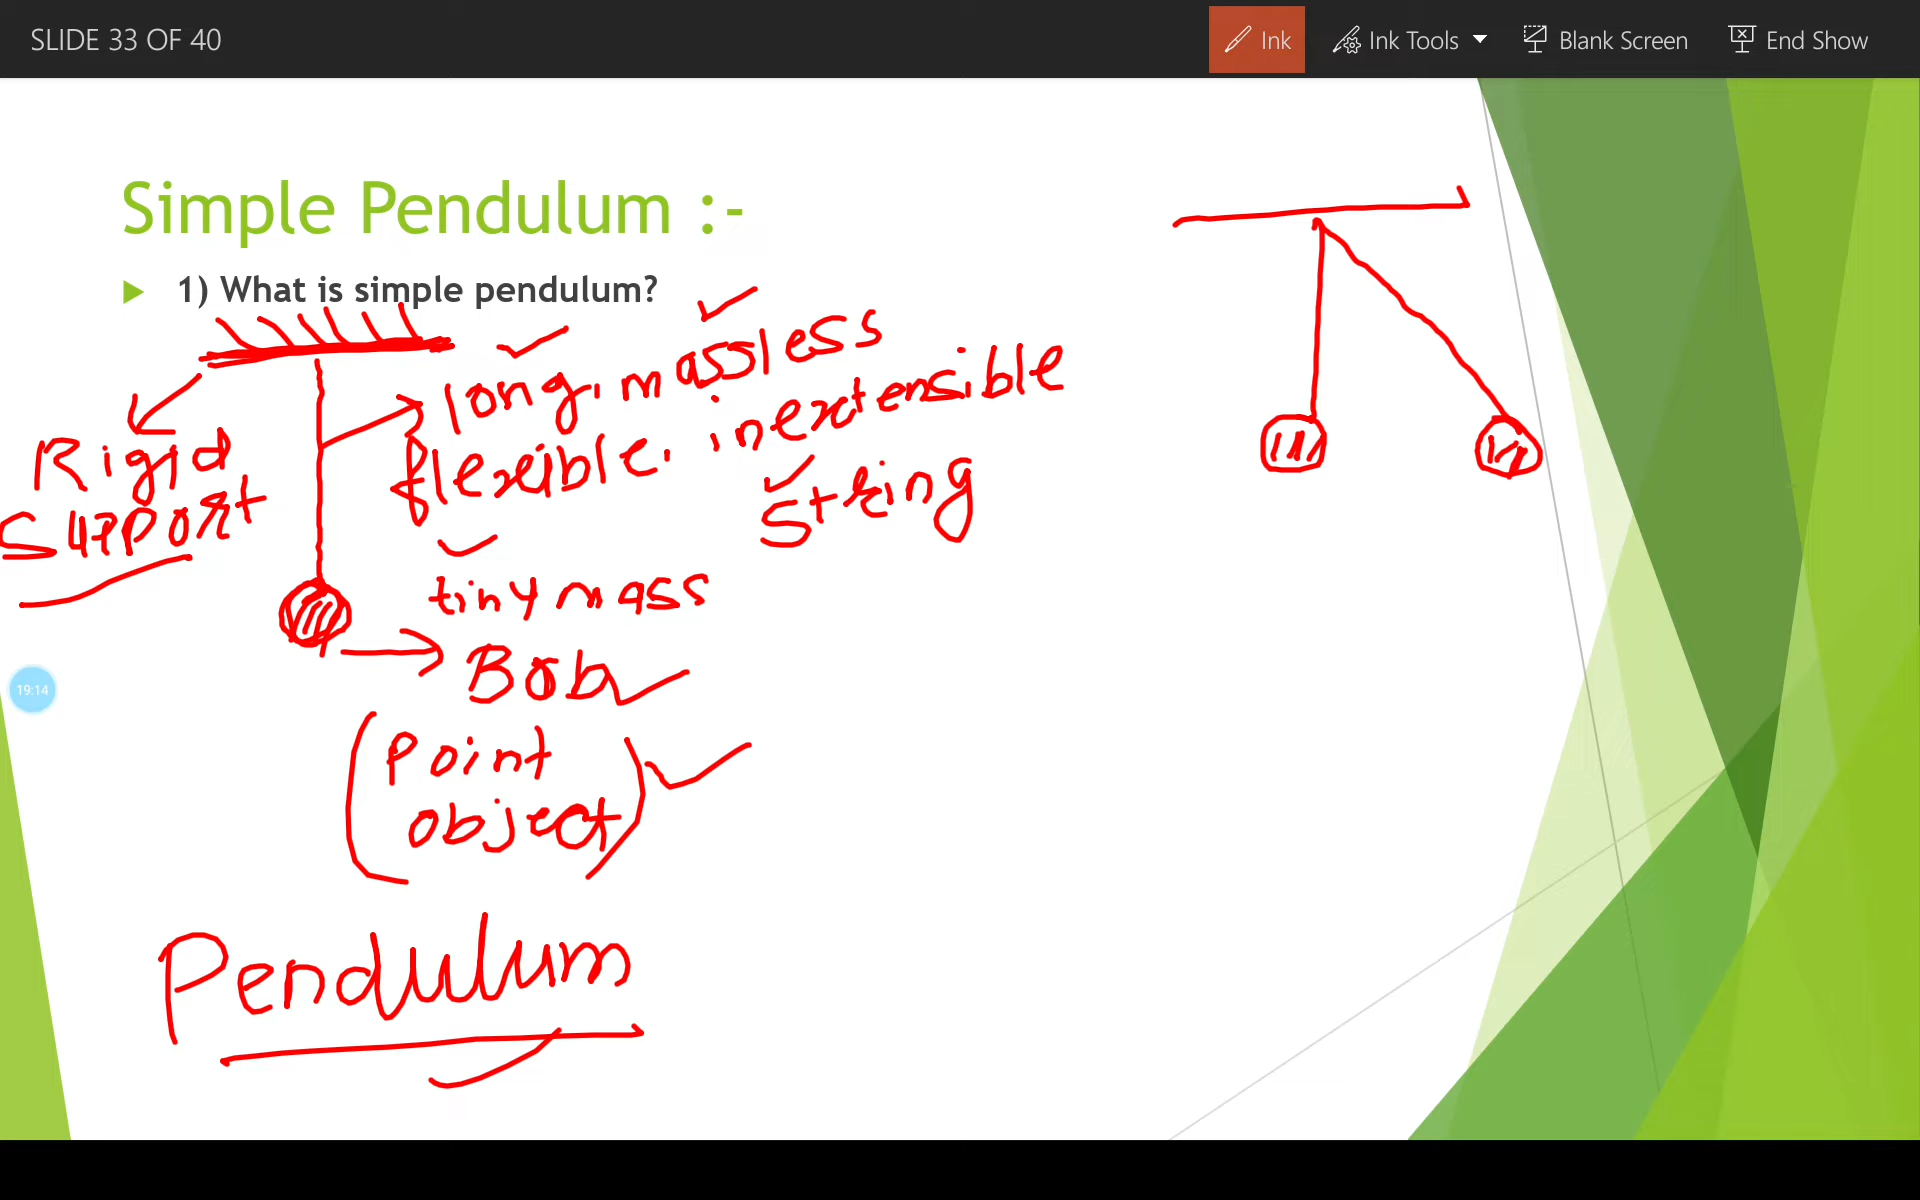 SLIDE 33 OF 40
Ink
Ink Tools
Blank Screen
End Show
Simple Pendulum :-
1) What is simple pendulum?
long, massless
flexible, inextensible
string
Rigid
Support
tiny mass
Bob
(point
object)
19:14
Pendulum